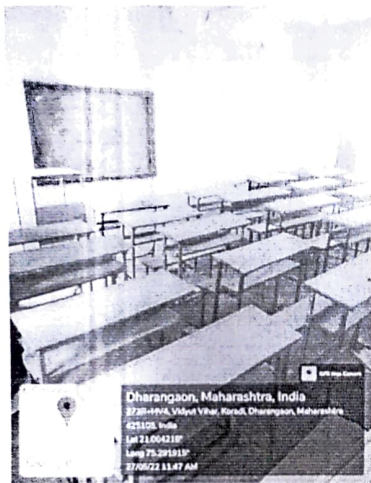 GPS Map Camera
Dharangaon, Maharashtra, India
Vidyut Vihar, Koradi, Dharangaon, Maharashtra
425105, India
Lat 21.004216°
Long 75.291915°
27/05/22 11:47 AM